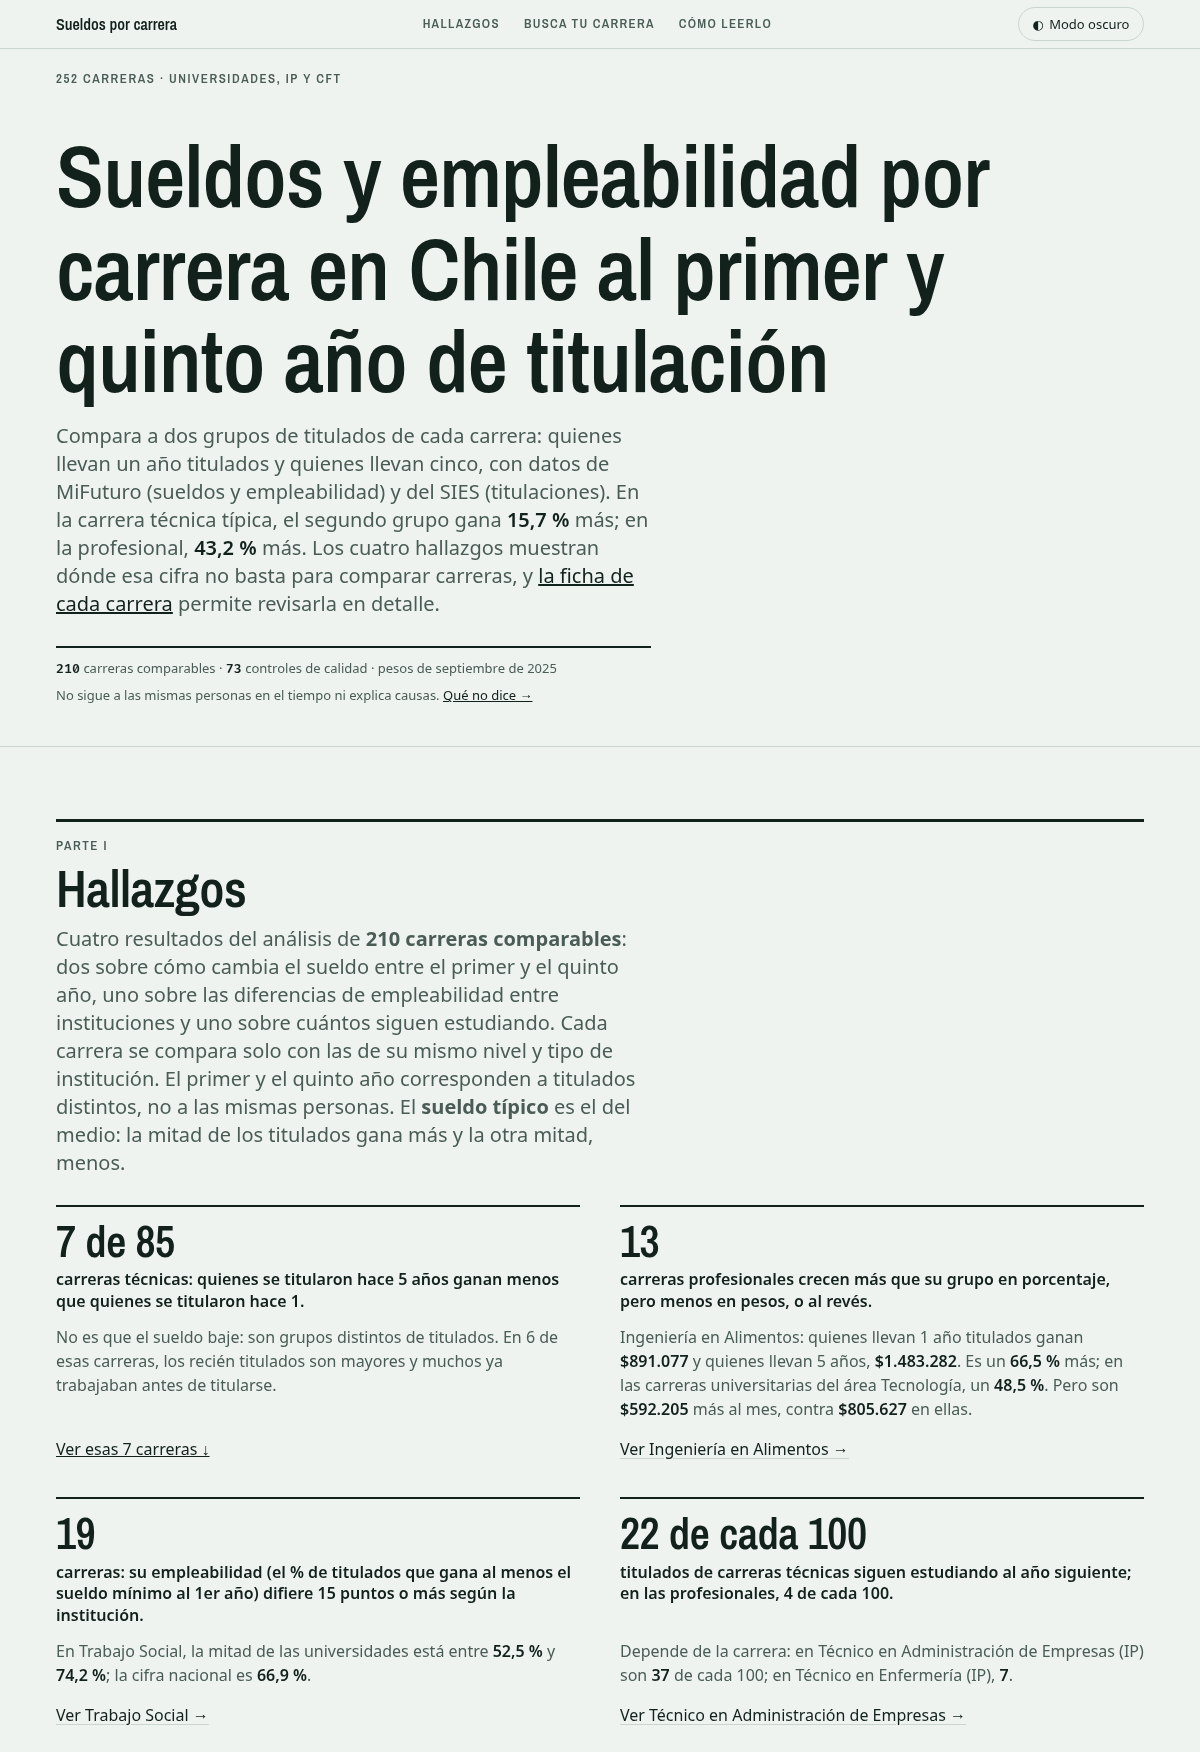 Sueldos por carrera
HALLAZGOS
BUSCA TU CARRERA
CÓMO LEERLO
◐ Modo oscuro
252 CARRERAS · UNIVERSIDADES, IP Y CFT
Sueldos y empleabilidad por
carrera en Chile al primer y
quinto año de titulación
Compara a dos grupos de titulados de cada carrera: quienes
llevan un año titulados y quienes llevan cinco, con datos de
MiFuturo (sueldos y empleabilidad) y del SIES (titulaciones). En
la carrera técnica típica, el segundo grupo gana 15,7 % más; en
la profesional, 43,2 % más. Los cuatro hallazgos muestran
dónde esa cifra no basta para comparar carreras, y la ficha de
cada carrera permite revisarla en detalle.
210 carreras comparables · 73 controles de calidad · pesos de septiembre de 2025
No sigue a las mismas personas en el tiempo ni explica causas. Qué no dice →
PARTE I
Hallazgos
Cuatro resultados del análisis de 210 carreras comparables:
dos sobre cómo cambia el sueldo entre el primer y el quinto
año, uno sobre las diferencias de empleabilidad entre
instituciones y uno sobre cuántos siguen estudiando. Cada
carrera se compara solo con las de su mismo nivel y tipo de
institución. El primer y el quinto año corresponden a titulados
distintos, no a las mismas personas. El sueldo típico es el del
medio: la mitad de los titulados gana más y la otra mitad,
menos.
7 de 85
carreras técnicas: quienes se titularon hace 5 años ganan menos
que quienes se titularon hace 1.
No es que el sueldo baje: son grupos distintos de titulados. En 6 de
esas carreras, los recién titulados son mayores y muchos ya
trabajaban antes de titularse.
Ver esas 7 carreras ↓
13
carreras profesionales crecen más que su grupo en porcentaje,
pero menos en pesos, o al revés.
Ingeniería en Alimentos: quienes llevan 1 año titulados ganan
$891.077 y quienes llevan 5 años, $1.483.282. Es un 66,5 % más; en
las carreras universitarias del área Tecnología, un 48,5 %. Pero son
$592.205 más al mes, contra $805.627 en ellas.
Ver Ingeniería en Alimentos →
19
carreras: su empleabilidad (el % de titulados que gana al menos el
sueldo mínimo al 1er año) difiere 15 puntos o más según la
institución.
En Trabajo Social, la mitad de las universidades está entre 52,5 % y
74,2 %; la cifra nacional es 66,9 %.
Ver Trabajo Social →
22 de cada 100
titulados de carreras técnicas siguen estudiando al año siguiente;
en las profesionales, 4 de cada 100.
Depende de la carrera: en Técnico en Administración de Empresas (IP)
son 37 de cada 100; en Técnico en Enfermería (IP), 7.
Ver Técnico en Administración de Empresas →